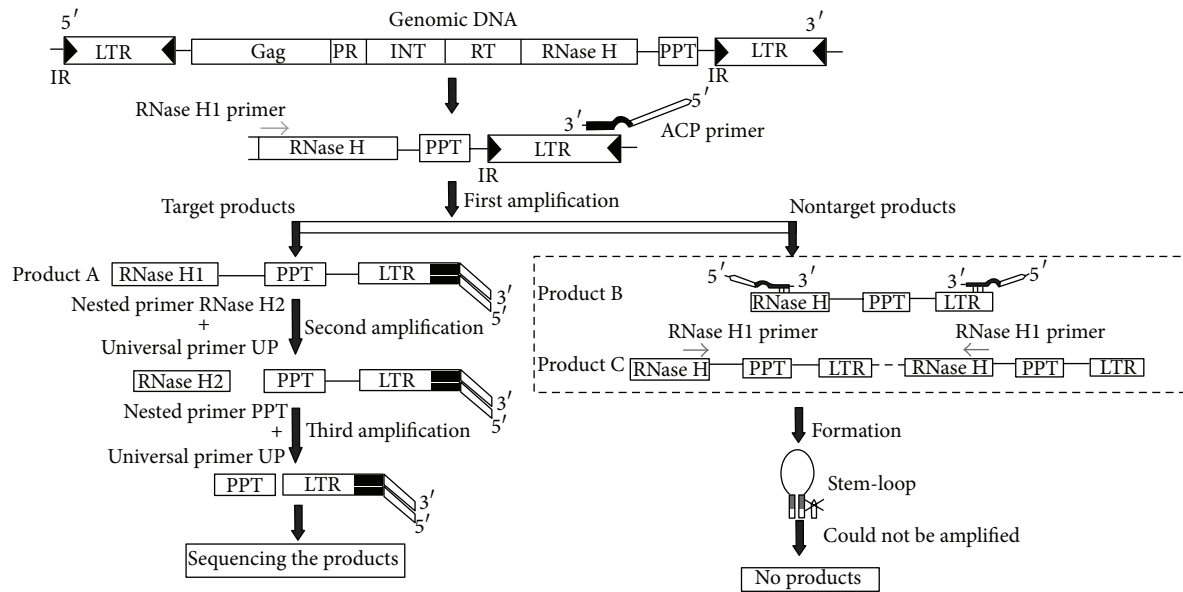 5′ Genomic DNA 3′
LTR Gag PR INT RT RNase H PPT LTR
IR IR
RNase H1 primer
3′ 5′
ACP primer
RNase H PPT LTR
IR
First amplification
Target products Nontarget products
Product A RNase H1 PPT LTR
3′
5′
Nested primer RNase H2
+
Universal primer UP
Second amplification
RNase H2 PPT LTR
3′
5′
Nested primer PPT
+
Universal primer UP
Third amplification
PPT LTR
3′
5′
Sequencing the products
5′ 3′ 3′ 5′
Product B RNase H PPT LTR
RNase H1 primer RNase H1 primer
Product C RNase H PPT LTR RNase H PPT LTR
Formation
Stem-loop
Could not be amplified
No products